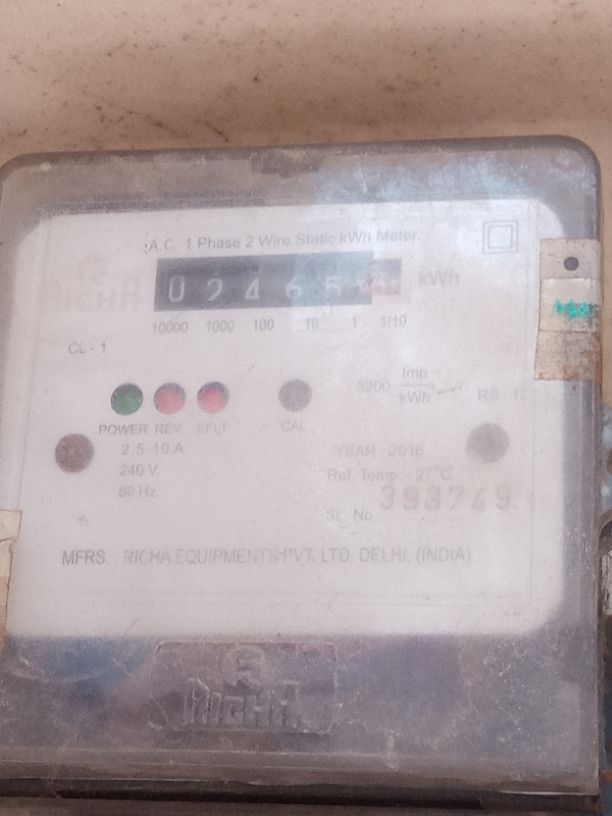 A.C. 1 Phase 2 Wire Static kWh Meter
RICHA
0 2 4 6 5
kWh
10000 1000 100 10 1 1/10
CL - 1
3200 Imp
kWh
POWER REV EFLT CAL
2.5-10 A
240 V.
50 Hz.
YEAR : 2016
Ref. Temp. - 27°C
Sl. No. 393749
MFRS. : RICHA EQUIPMENTS PVT. LTD. DELHI, (INDIA)
RICHA